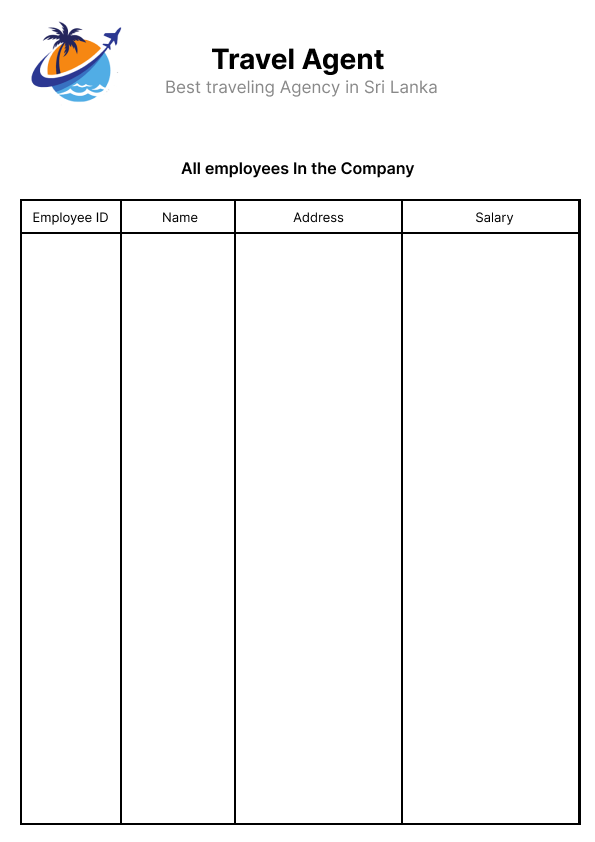 Travel Agent
Best traveling Agency in Sri Lanka
All employees In the Company
Employee ID Name Address Salary